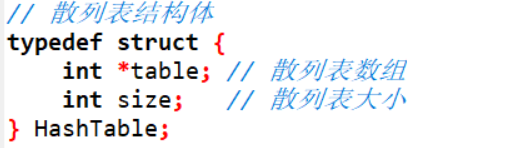 // 散列表结构体
typedef struct {
    int *table; // 散列表数组
    int size;   // 散列表大小
} HashTable;